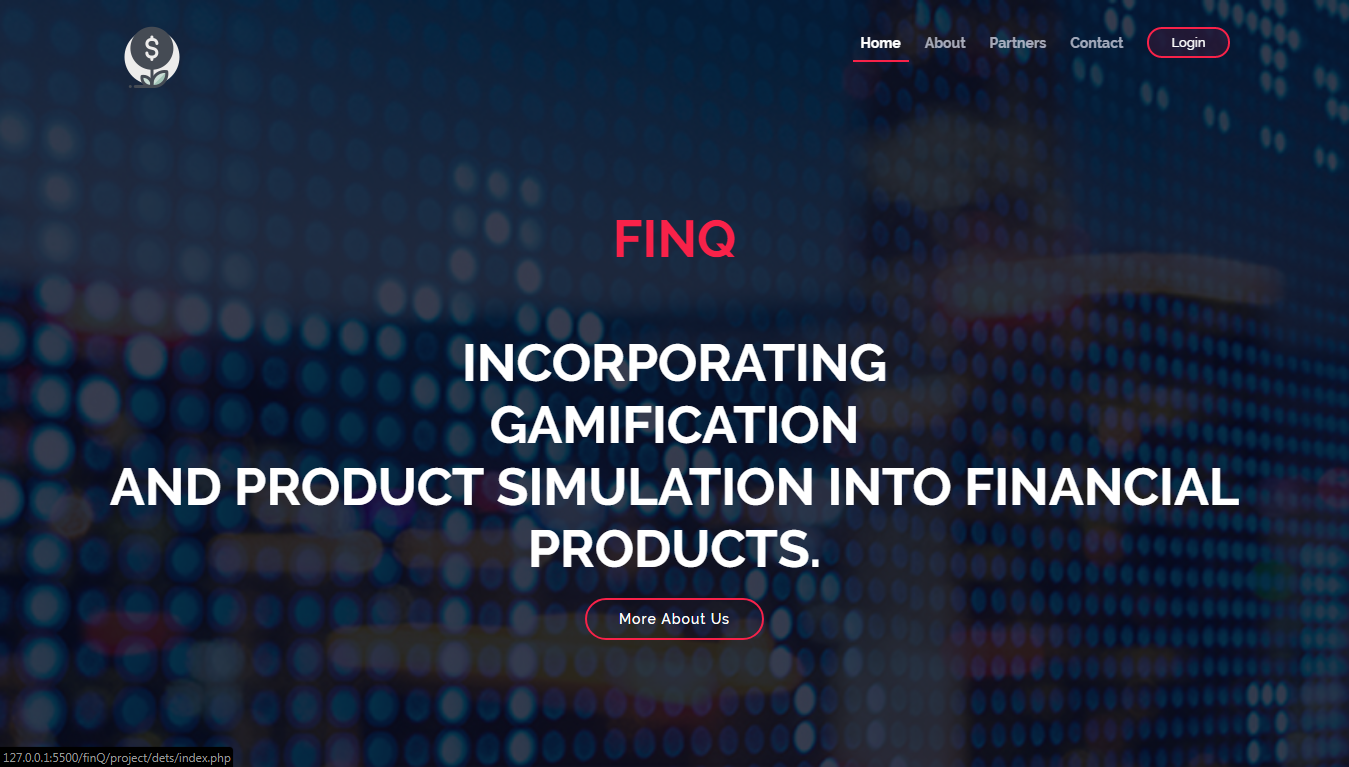 $
Home About Partners Contact Login
FINQ
INCORPORATING
GAMIFICATION
AND PRODUCT SIMULATION INTO FINANCIAL
PRODUCTS.
More About Us
127.0.0.1:5500/finQ/project/dets/index.php